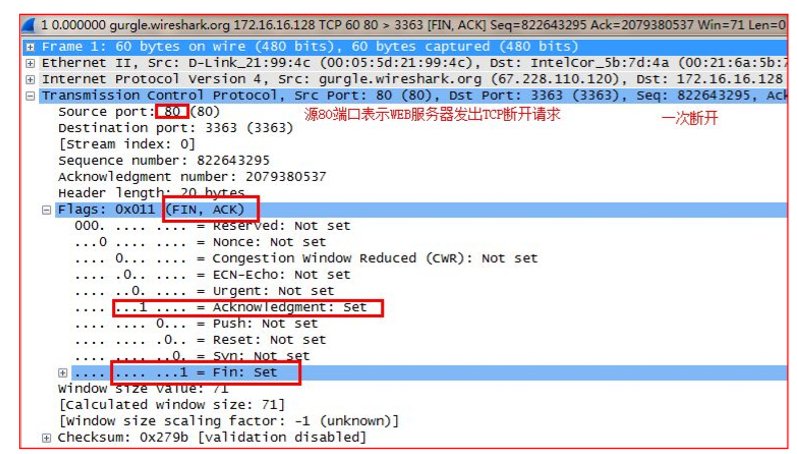 1 0.000000 gurgle.wireshark.org 172.16.16.128 TCP 60 80 > 3363 [FIN, ACK] Seq=822643295 Ack=2079380537 Win=71 Len=0
Frame 1: 60 bytes on wire (480 bits), 60 bytes captured (480 bits)
Ethernet II, Src: D-Link_21:99:4c (00:05:5d:21:99:4c), Dst: IntelCor_5b:7d:4a (00:21:6a:5b:7
Internet Protocol Version 4, Src: gurgle.wireshark.org (67.228.110.120), Dst: 172.16.16.128
Transmission Control Protocol, Src Port: 80 (80), Dst Port: 3363 (3363), Seq: 822643295, Ack
Source port: 80 (80) 源80端口表示WEB服务器发出TCP断开请求 一次断开
Destination port: 3363 (3363)
[Stream index: 0]
Sequence number: 822643295
Acknowledgment number: 2079380537
Header length: 20 bytes
Flags: 0x011 (FIN, ACK)
000. .... .... = Reserved: Not set
...0 .... .... = Nonce: Not set
.... 0... .... = Congestion Window Reduced (CWR): Not set
.... .0.. .... = ECN-Echo: Not set
.... ..0. .... = Urgent: Not set
.... ...1 .... = Acknowledgment: Set
.... .... 0... = Push: Not set
.... .... .0.. = Reset: Not set
.... .... ..0. = Syn: Not set
.... .... ...1 = Fin: Set
Window size value: 71
[Calculated window size: 71]
[Window size scaling factor: -1 (unknown)]
Checksum: 0x279b [validation disabled]